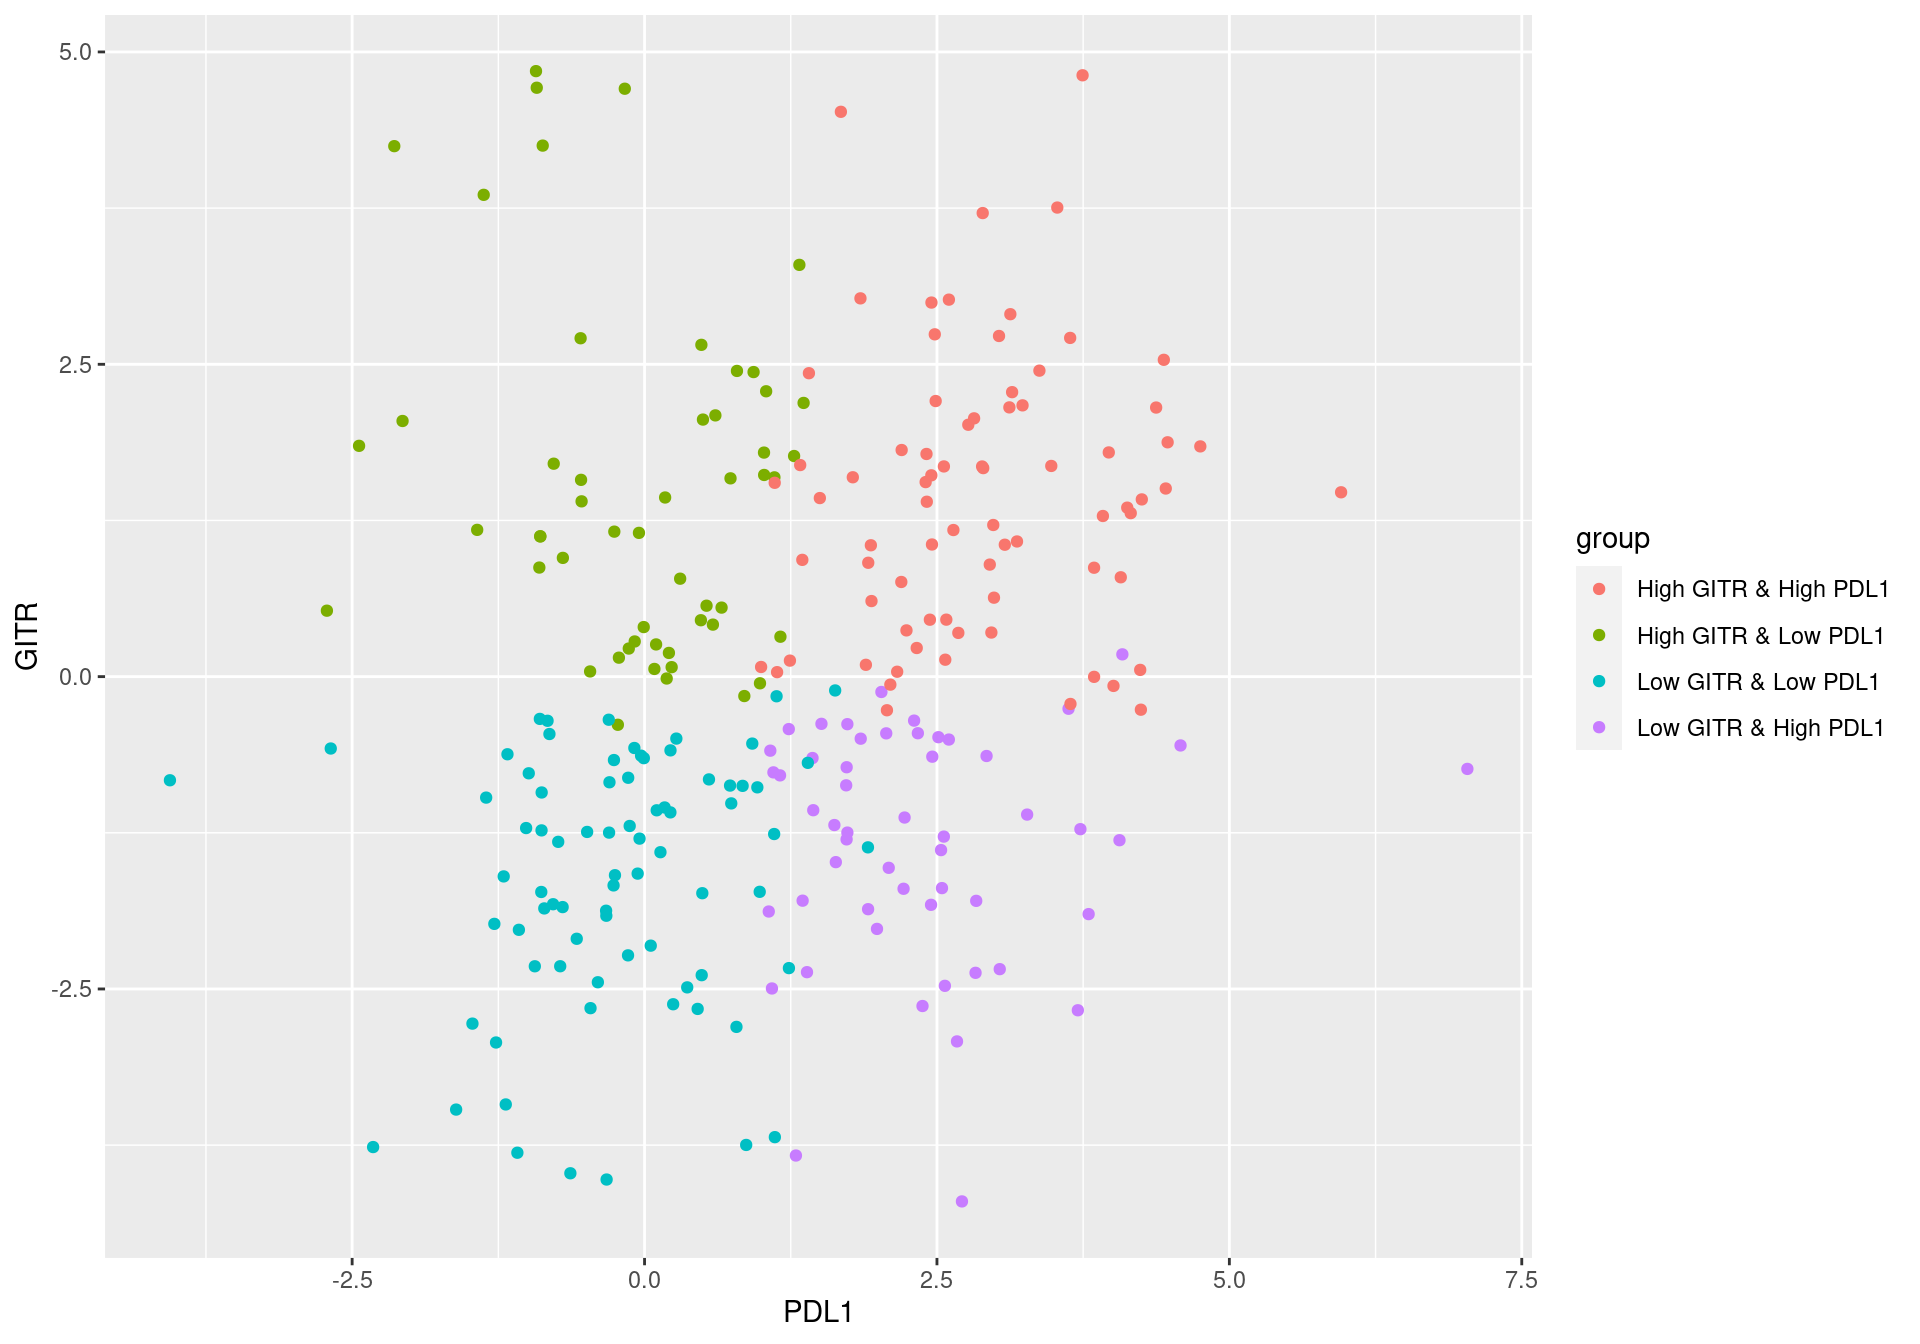 5.0
2.5
0.0
-2.5
GITR
-2.5 0.0 2.5 5.0 7.5
PDL1
group
High GITR & High PDL1
High GITR & Low PDL1
Low GITR & Low PDL1
Low GITR & High PDL1